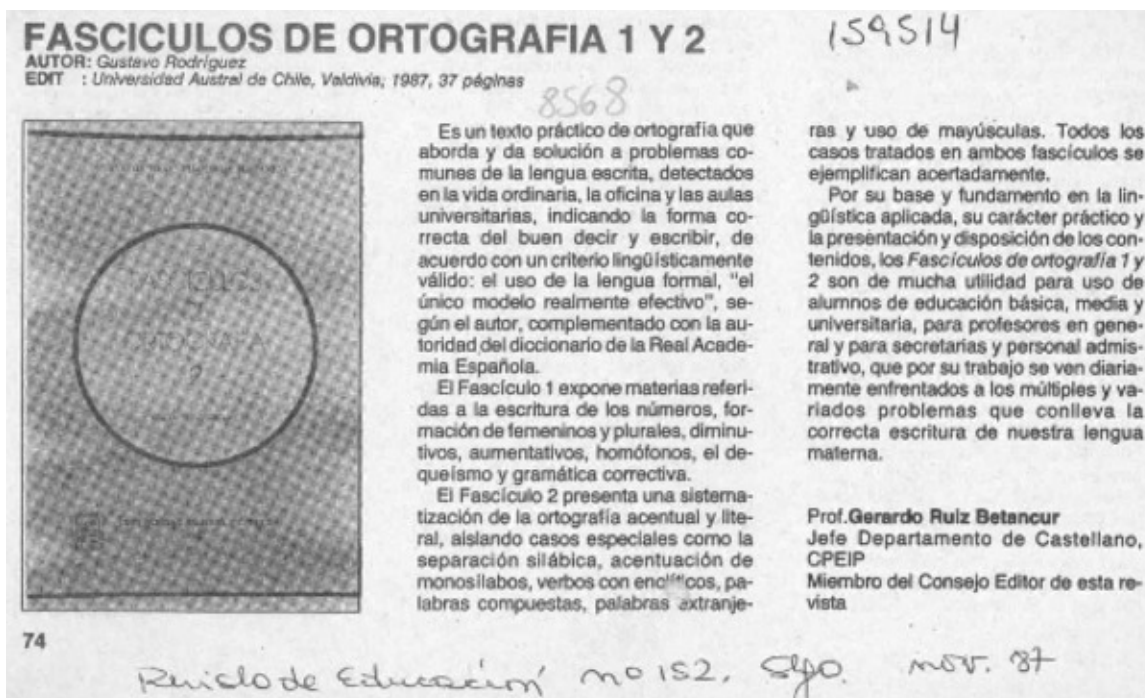 FASCICULOS DE ORTOGRAFIA 1 Y 2
AUTOR: Gustavo Rodríguez
EDIT : Universidad Austral de Chile, Valdivia; 1987, 37 páginas
159514
8568
Es un texto práctico de ortografía que
aborda y da solución a problemas co-
munes de la lengua escrita, detectados
en la vida ordinaria, la oficina y las aulas
universitarias, indicando la forma co-
rrecta del buen decir y escribir, de
acuerdo con un criterio lingüísticamente
válido: el uso de la lengua formal, "el
único modelo realmente efectivo", se-
gún el autor, complementado con la au-
toridad del diccionario de la Real Acade-
mia Española.
El Fascículo 1 expone materias referi-
das a la escritura de los números, for-
mación de femeninos y plurales, diminu-
tivos, aumentativos, homófonos, el de-
queísmo y gramática correctiva.
El Fascículo 2 presenta una sistema-
tización de la ortografía acentual y lite-
ral, aislando casos especiales como la
separación silábica, acentuación de
monosílabos, verbos con enclíticos, pa-
labras compuestas, palabras extranje-
ras y uso de mayúsculas. Todos los
casos tratados en ambos fascículos se
ejemplifican acertadamente.
Por su base y fundamento en la lin-
güística aplicada, su carácter práctico y
la presentación y disposición de los con-
tenidos, los Fascículos de ortografía 1 y
2 son de mucha utilidad para uso de
alumnos de educación básica, media y
universitaria, para profesores en gene-
ral y para secretarias y personal admis-
trativo, que por su trabajo se ven diaria-
mente enfrentados a los múltiples y va-
riados problemas que conlleva la
correcta escritura de nuestra lengua
materna.
Prof.Gerardo Ruiz Betancur
Jefe Departamento de Castellano,
CPEIP
Miembro del Consejo Editor de esta re-
vista
74
Revista de Educación nº 152. Stgo. nov. 87